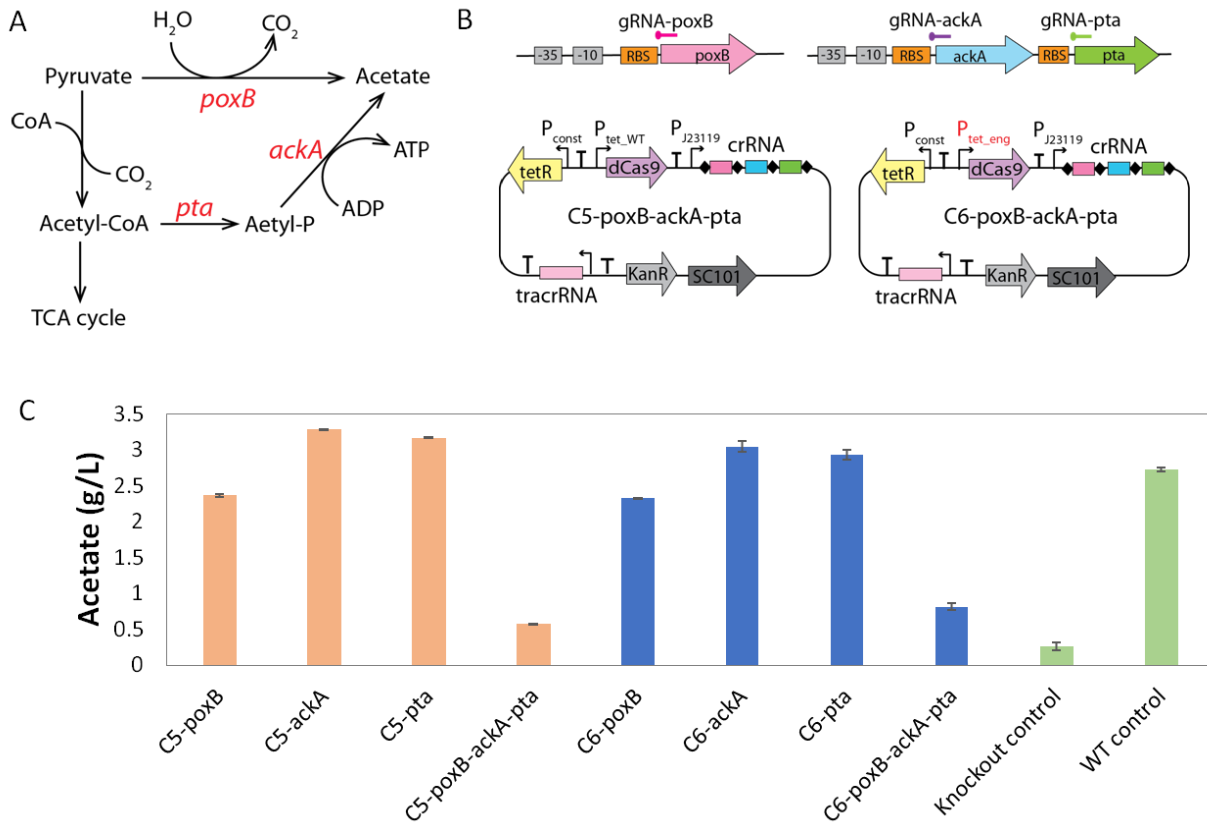 A
H2O
CO2
Pyruvate
Acetate
poxB
CoA
CO2
ackA
ATP
ADP
Acetyl-CoA
pta
Aetyl-P
TCA cycle
B
gRNA-poxB
-35
-10
RBS
poxB
gRNA-ackA
gRNA-pta
-35
-10
RBS
ackA
RBS
pta
Pconst
Ptet_WT
PJ23119
crRNA
tetR
T
dCas9
T
C5-poxB-ackA-pta
T
T
KanR
SC101
tracrRNA
Pconst
Ptet_eng
PJ23119
crRNA
tetR
T
dCas9
T
C6-poxB-ackA-pta
T
T
KanR
SC101
tracrRNA
C
Acetate (g/L)
3.5
3
2.5
2
1.5
1
0.5
0
C5-poxB
C5-ackA
C5-pta
C5-poxB-ackA-pta
C6-poxB
C6-ackA
C6-pta
C6-poxB-ackA-pta
Knockout control
WT control